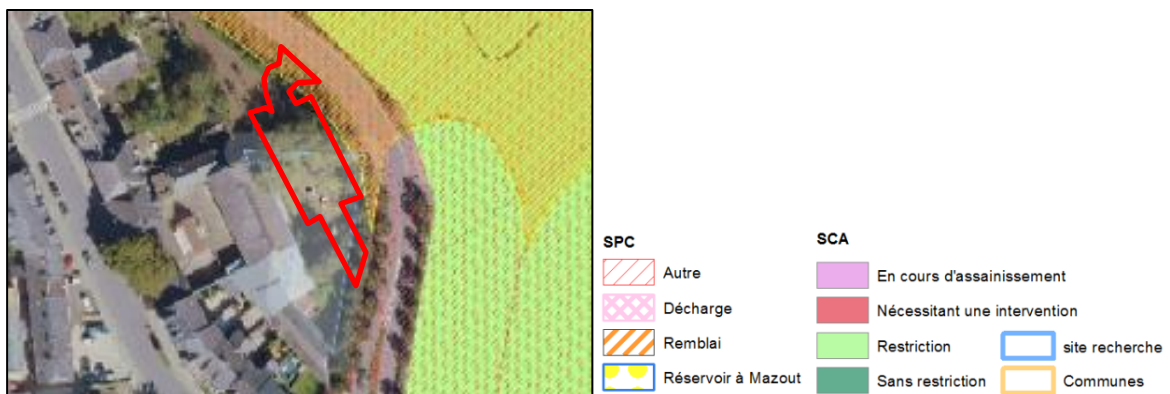 SPC
Autre
Décharge
Remblai
Réservoir à Mazout
SCA
En cours d'assainissement
Nécessitant une intervention
Restriction
Sans restriction
site recherche
Communes